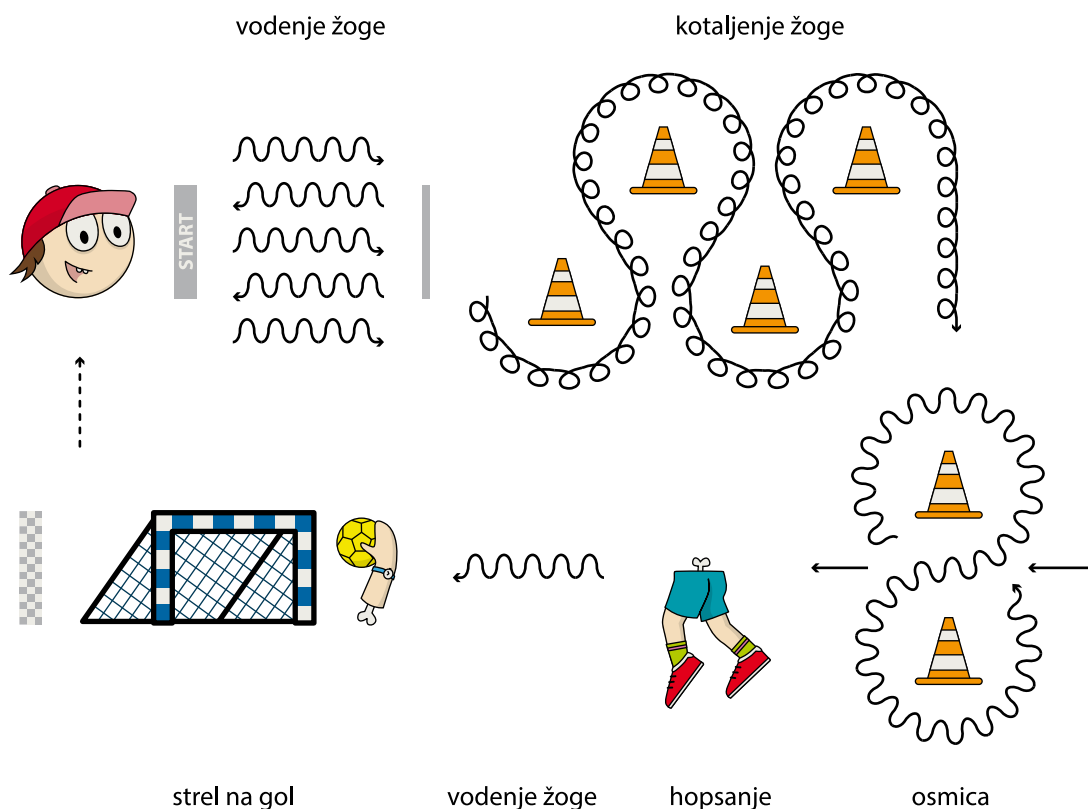 vodenje žoge
kotaljenje žoge
START
strel na gol
vodenje žoge
hopsanje
osmica